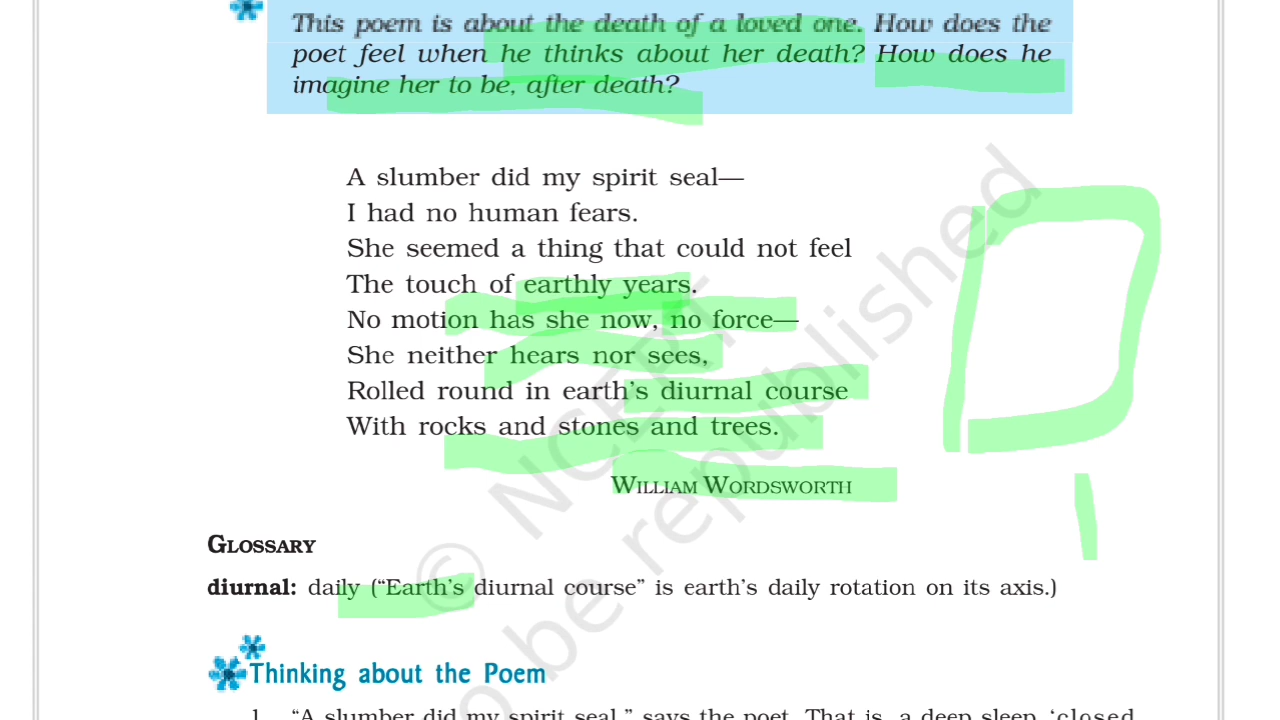 This poem is about the death of a loved one. How does the
poet feel when he thinks about her death? How does he
imagine her to be, after death?
A slumber did my spirit seal—
I had no human fears.
She seemed a thing that could not feel
The touch of earthly years.
No motion has she now, no force—
She neither hears nor sees,
Rolled round in earth's diurnal course
With rocks and stones and trees.
WILLIAM WORDSWORTH
GLOSSARY
diurnal: daily (“Earth's diurnal course” is earth's daily rotation on its axis.)
Thinking about the Poem
1. “A slumber did my spirit seal,” says the poet. That is, a deep sleep ‘closed
© NCERT
o be republished